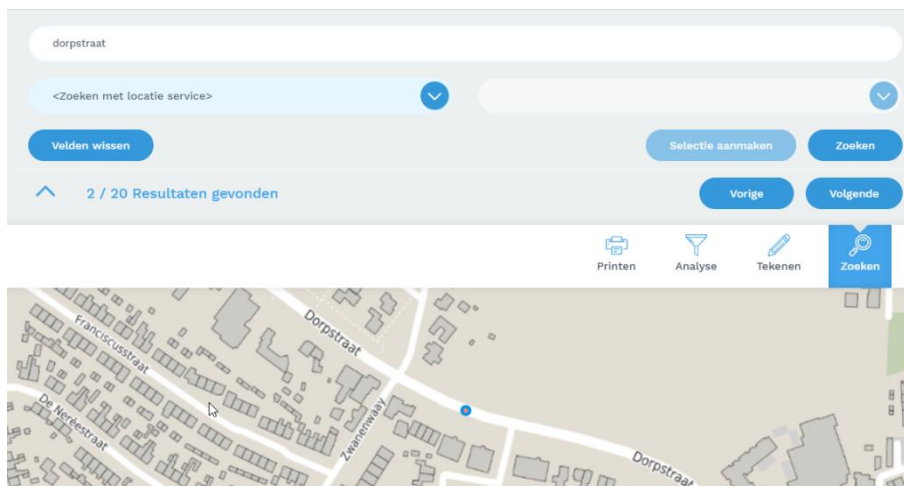 dorpstraat
<Zoeken met locatie service>
Velden wissen
Selectie aanmaken
Zoeken
2 / 20 Resultaten gevonden
Vorige
Volgende
Printen
Analyse
Tekenen
Zoeken
Dorpstraat
Franciscusstraat
De Neréestraat
Zwanenwaay
Dorpstraat